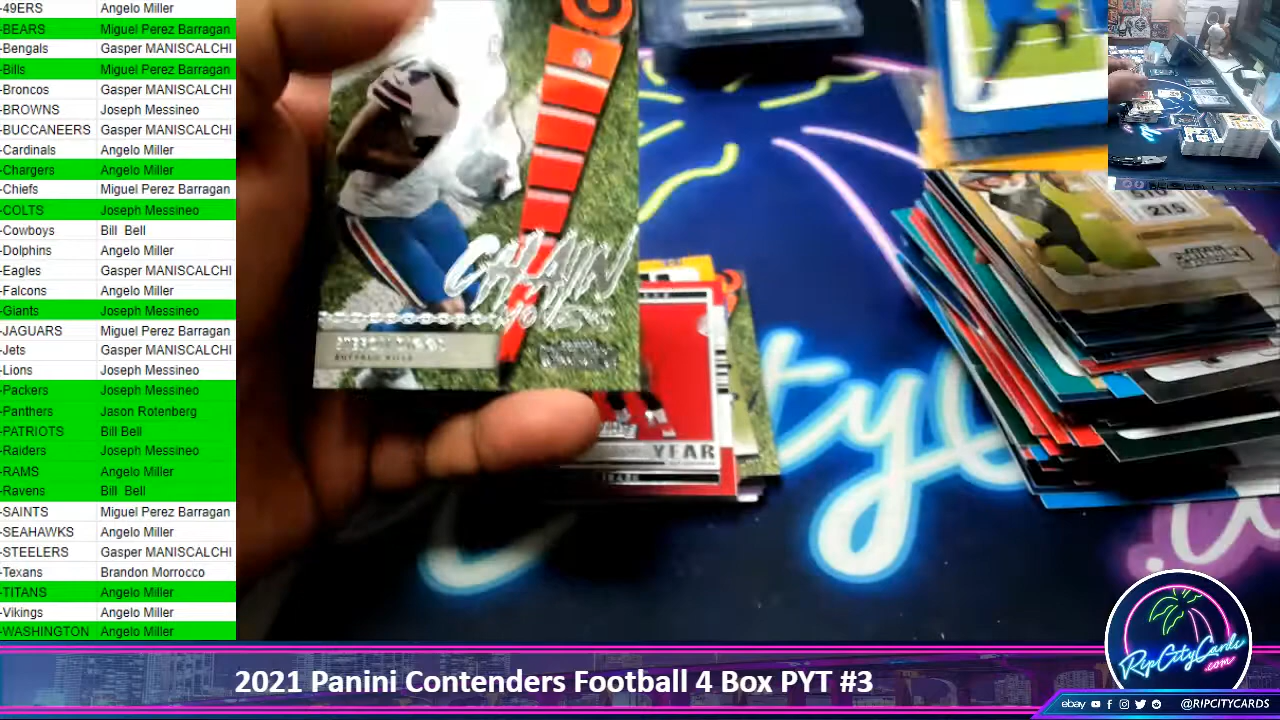 -49ERS Angelo Miller
-BEARS Miguel Perez Barragan
-Bengals Gasper MANISCALCHI
-Bills Miguel Perez Barragan
-Broncos Gasper MANISCALCHI
-BROWNS Joseph Messineo
-BUCCANEERS Gasper MANISCALCHI
-Cardinals Angelo Miller
-Chargers Angelo Miller
-Chiefs Miguel Perez Barragan
-COLTS Joseph Messineo
-Cowboys Bill Bell
-Dolphins Angelo Miller
-Eagles Gasper MANISCALCHI
-Falcons Angelo Miller
-Giants Joseph Messineo
-JAGUARS Miguel Perez Barragan
-Jets Gasper MANISCALCHI
-Lions Joseph Messineo
-Packers Joseph Messineo
-Panthers Jason Rotenberg
-PATRIOTS Bill Bell
-Raiders Joseph Messineo
-RAMS Angelo Miller
-Ravens Bill Bell
-SAINTS Miguel Perez Barragan
-SEAHAWKS Angelo Miller
-STEELERS Gasper MANISCALCHI
-Texans Brandon Morrocco
-TITANS Angelo Miller
-Vikings Angelo Miller
-WASHINGTON Angelo Miller
CHAIN
MOVERS
BUFFALO BILLS
YEAR
215
tyC
RipCityCards
.com
2021 Panini Contenders Football 4 Box PYT #3
ebay @RIPCITYCARDS